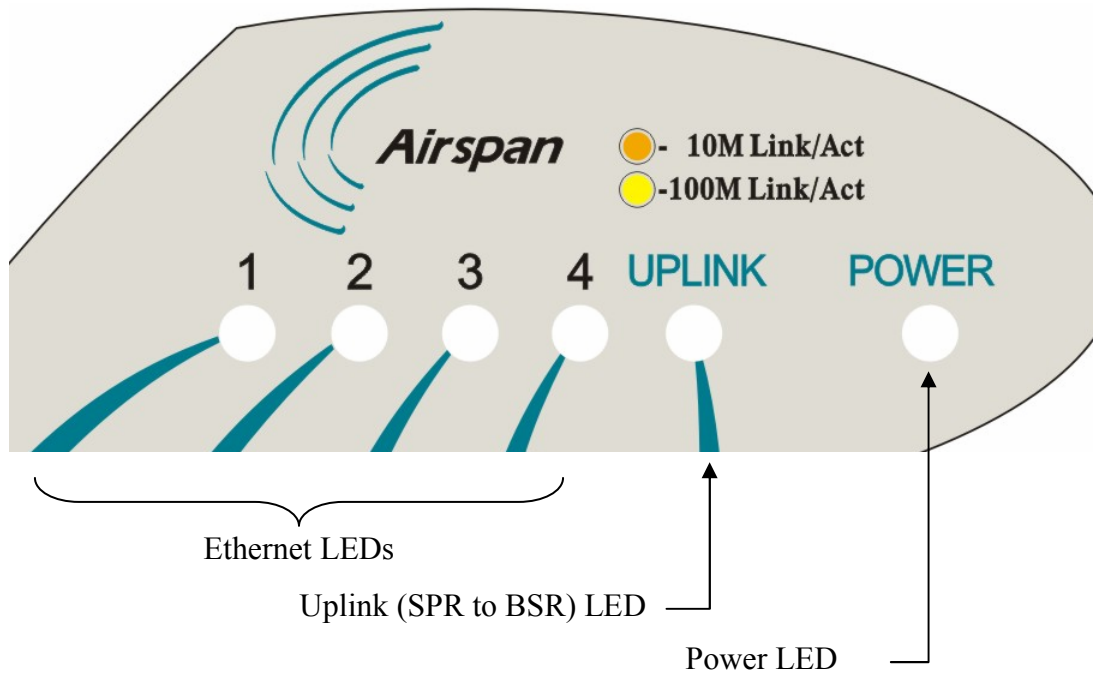 Airspan
- 10M Link/Act
-100M Link/Act
1 2 3 4 UPLINK POWER
Ethernet LEDs
Uplink (SPR to BSR) LED
Power LED